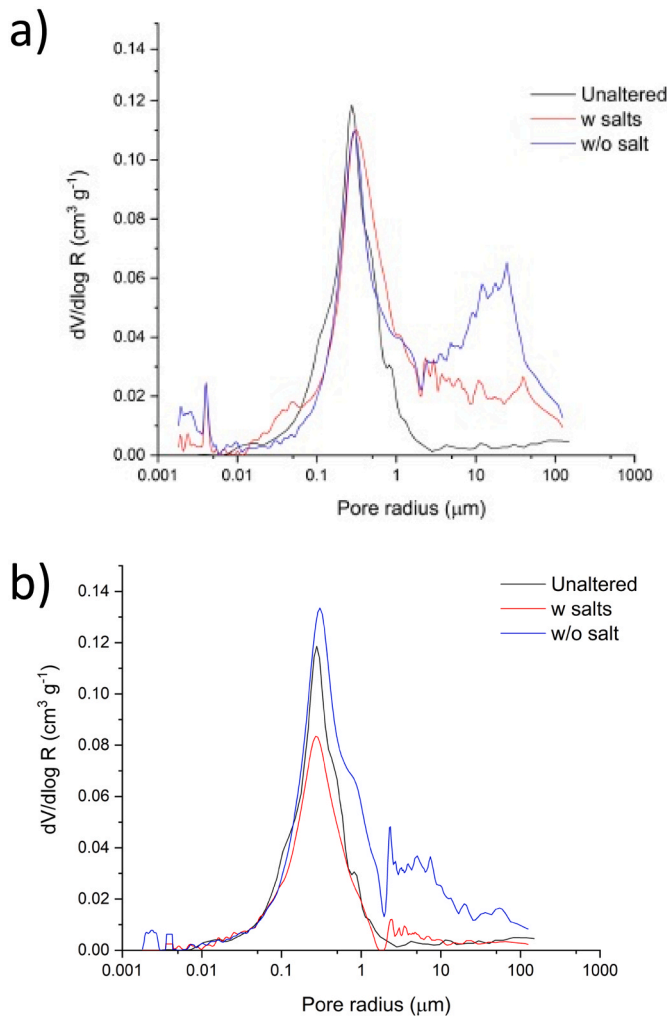 a)
0.14
0.12
0.10
0.08
0.06
0.04
0.02
0.00
dV/dlog R (cm³ g⁻¹)
Unaltered
w salts
w/o salt
0.001 0.01 0.1 1 10 100 1000
Pore radius (μm)
b)
0.14
0.12
0.10
0.08
0.06
0.04
0.02
0.00
dV/dlog R (cm³ g⁻¹)
Unaltered
w salts
w/o salt
0.001 0.01 0.1 1 10 100 1000
Pore radius (μm)